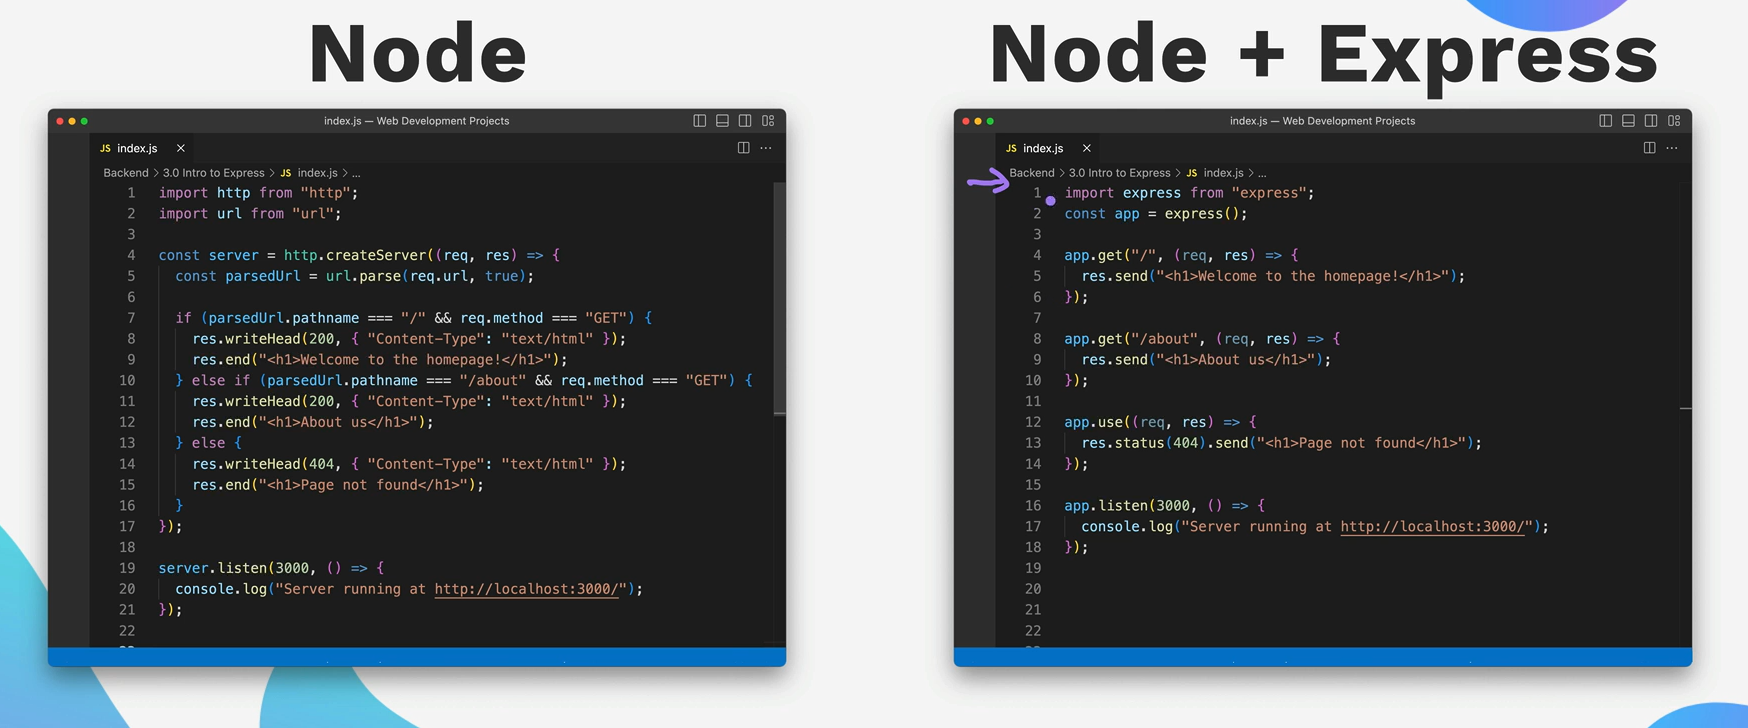 Node
index.js — Web Development Projects
JS index.js ×
Backend > 3.0 Intro to Express > JS index.js > ...
1 import http from "http";
2 import url from "url";
3
4 const server = http.createServer((req, res) => {
5 const parsedUrl = url.parse(req.url, true);
6
7 if (parsedUrl.pathname === "/" && req.method === "GET") {
8 res.writeHead(200, { "Content-Type": "text/html" });
9 res.end("<h1>Welcome to the homepage!</h1>");
10 } else if (parsedUrl.pathname === "/about" && req.method === "GET") {
11 res.writeHead(200, { "Content-Type": "text/html" });
12 res.end("<h1>About us</h1>");
13 } else {
14 res.writeHead(404, { "Content-Type": "text/html" });
15 res.end("<h1>Page not found</h1>");
16 }
17 });
18
19 server.listen(3000, () => {
20 console.log("Server running at http://localhost:3000/");
21 });
22
Node + Express
index.js — Web Development Projects
JS index.js ×
Backend > 3.0 Intro to Express > JS index.js > ...
1 import express from "express";
2 const app = express();
3
4 app.get("/", (req, res) => {
5 res.send("<h1>Welcome to the homepage!</h1>");
6 });
7
8 app.get("/about", (req, res) => {
9 res.send("<h1>About us</h1>");
10 });
11
12 app.use((req, res) => {
13 res.status(404).send("<h1>Page not found</h1>");
14 });
15
16 app.listen(3000, () => {
17 console.log("Server running at http://localhost:3000/");
18 });
19
20
21
22